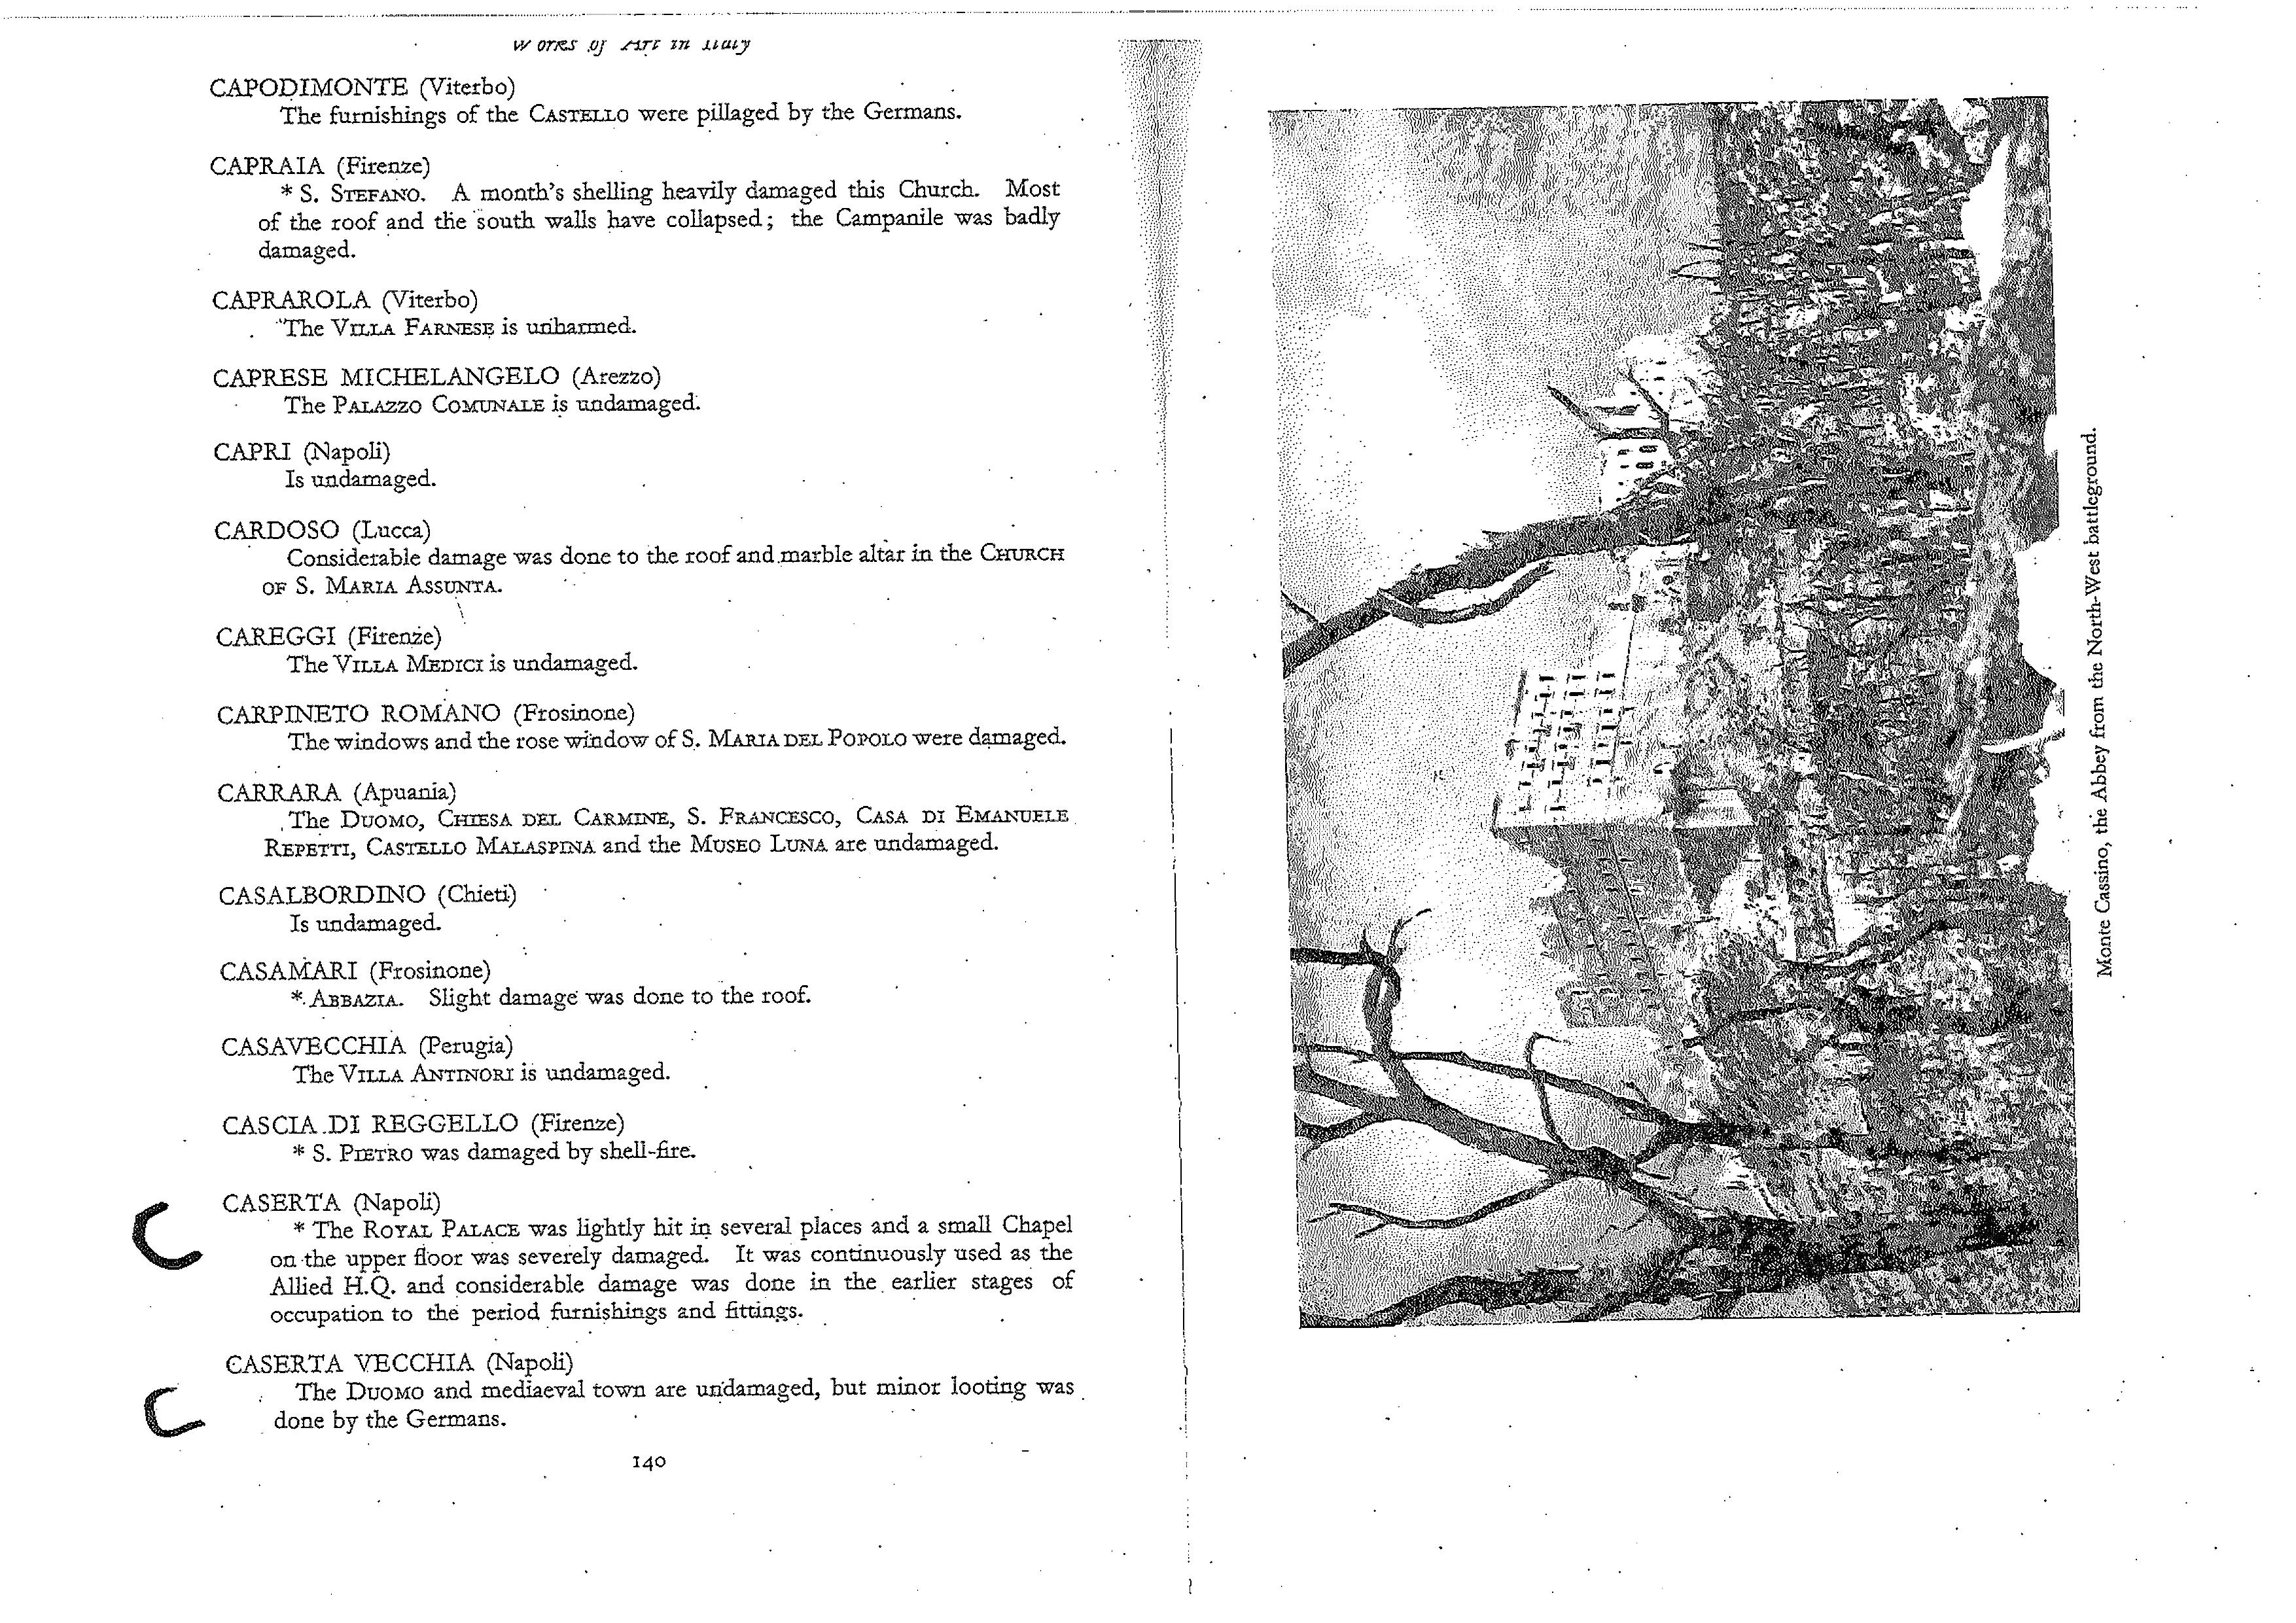 Works of Art in Italy
CAPODIMONTE (Viterbo)
The furnishings of the CASTELLO were pillaged by the Germans.
CAPRAIA (Firenze)
* S. STEFANO. A month's shelling heavily damaged this Church. Most
of the roof and the south walls have collapsed; the Campanile was badly
damaged.
CAPRAROLA (Viterbo)
The VILLA FARNESE is unharmed.
CAPRESE MICHELANGELO (Arezzo)
The PALAZZO COMUNALE is undamaged.
CAPRI (Napoli)
Is undamaged.
CARDOSO (Lucca)
Considerable damage was done to the roof and marble altar in the CHURCH
OF S. MARIA ASSUNTA.
CAREGGI (Firenze)
The VILLA MEDICI is undamaged.
CARPINETO ROMANO (Frosinone)
The windows and the rose window of S. MARIA DEL POPOLO were damaged.
CARRARA (Apuania)
The DUOMO, CHIESA DEL CARMINE, S. FRANCESCO, CASA DI EMANUELE
REPETTI, CASTELLO MALASPINA and the MUSEO LUNA are undamaged.
CASALBORDINO (Chieti)
Is undamaged.
CASAMARI (Frosinone)
* ABBAZIA. Slight damage was done to the roof.
CASAVECCHIA (Perugia)
The VILLA ANTINORI is undamaged.
CASCIA DI REGGELLO (Firenze)
* S. PIETRO was damaged by shell-fire.
CASERTA (Napoli)
* The ROYAL PALACE was lightly hit in several places and a small Chapel
on the upper floor was severely damaged. It was continuously used as the
Allied H.Q. and considerable damage was done in the earlier stages of
occupation to the period furnishings and fittings.
CASERTA VECCHIA (Napoli)
The DUOMO and mediaeval town are undamaged, but minor looting was
done by the Germans.
140
Monte Cassino, the Abbey from the North-West battleground.